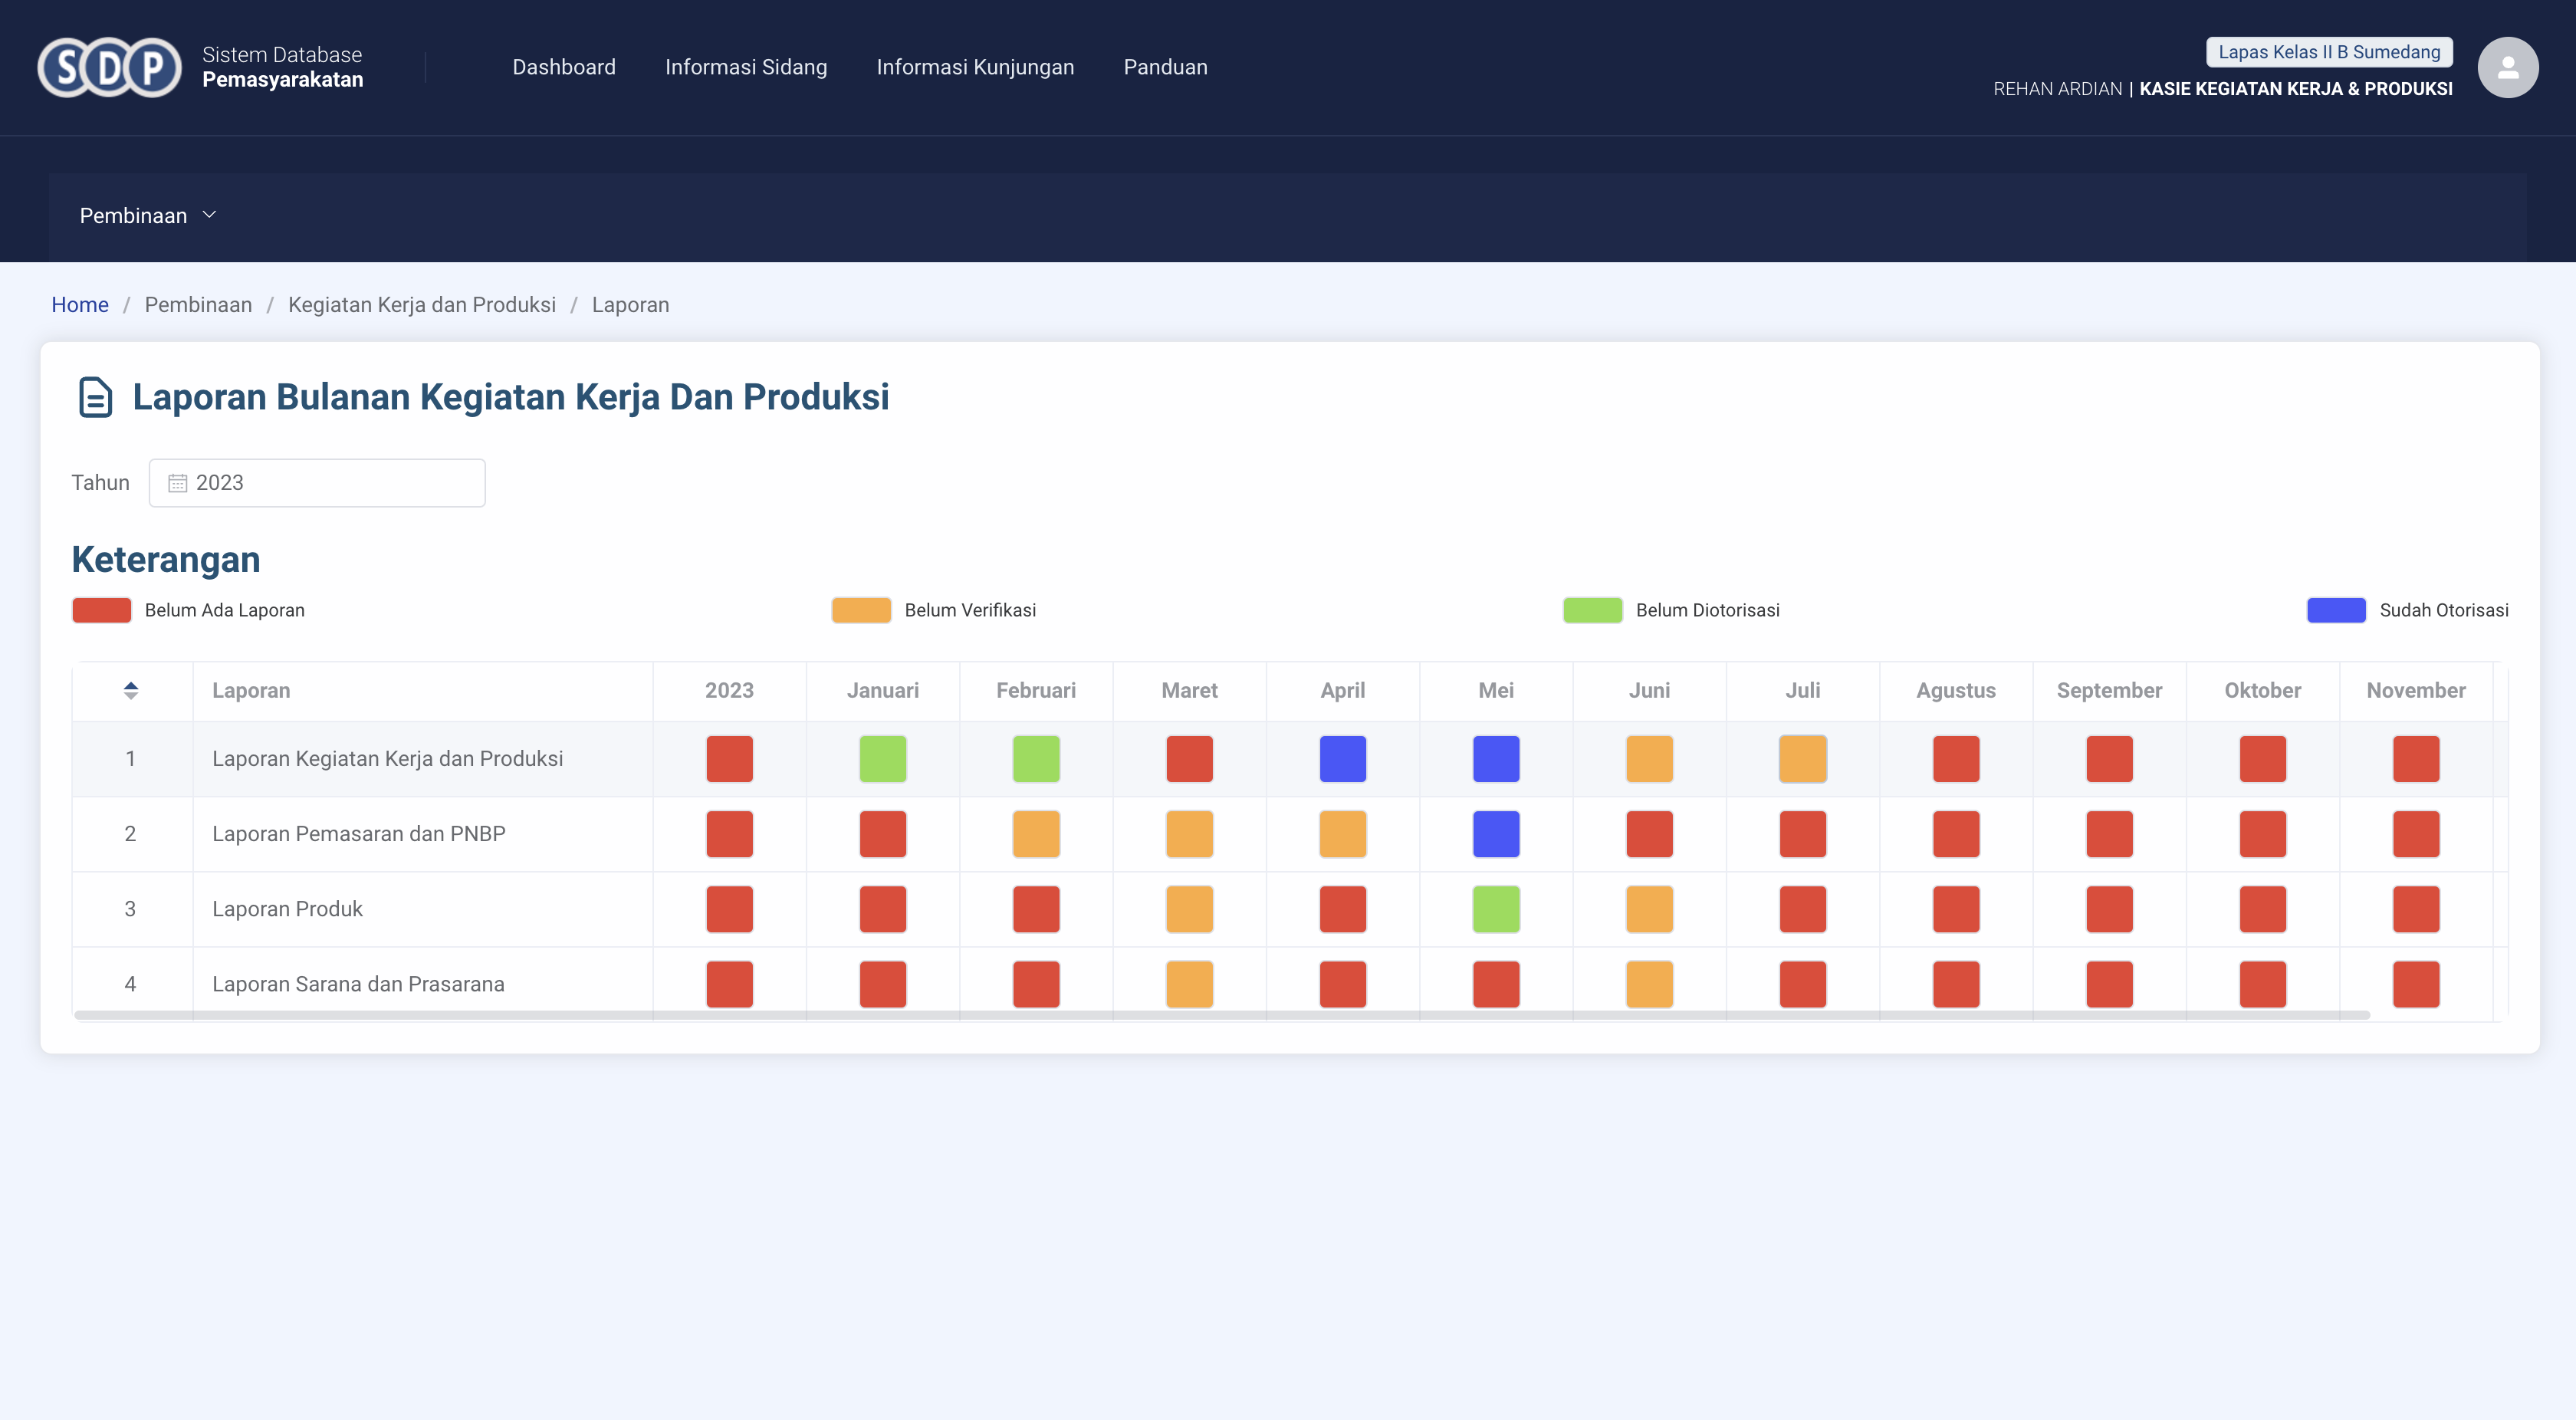 SDP
Sistem Database
Pemasyarakatan
Dashboard
Informasi Sidang
Informasi Kunjungan
Panduan
Lapas Kelas II B Sumedang
REHAN ARDIAN | KASIE KEGIATAN KERJA & PRODUKSI
Pembinaan
Home / Pembinaan / Kegiatan Kerja dan Produksi / Laporan
Laporan Bulanan Kegiatan Kerja Dan Produksi
Tahun 2023
Keterangan
Belum Ada Laporan
Belum Verifikasi
Belum Diotorisasi
Sudah Otorisasi
Laporan 2023 Januari Februari Maret April Mei Juni Juli Agustus September Oktober November
1 Laporan Kegiatan Kerja dan Produksi
2 Laporan Pemasaran dan PNBP
3 Laporan Produk
4 Laporan Sarana dan Prasarana